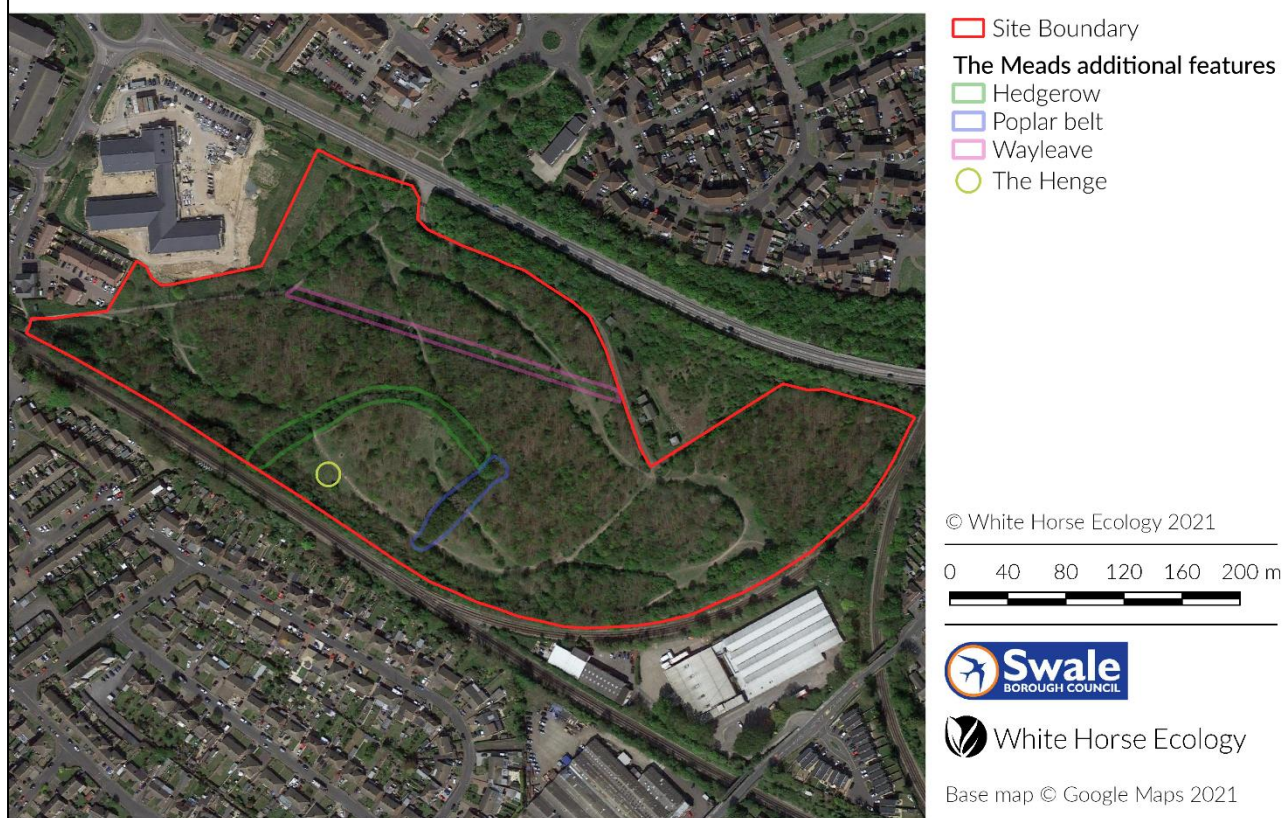 Site Boundary
The Meads additional features
Hedgerow
Poplar belt
Wayleave
The Henge
© White Horse Ecology 2021
0 40 80 120 160 200 m
Swale
BOROUGH COUNCIL
White Horse Ecology
Base map © Google Maps 2021